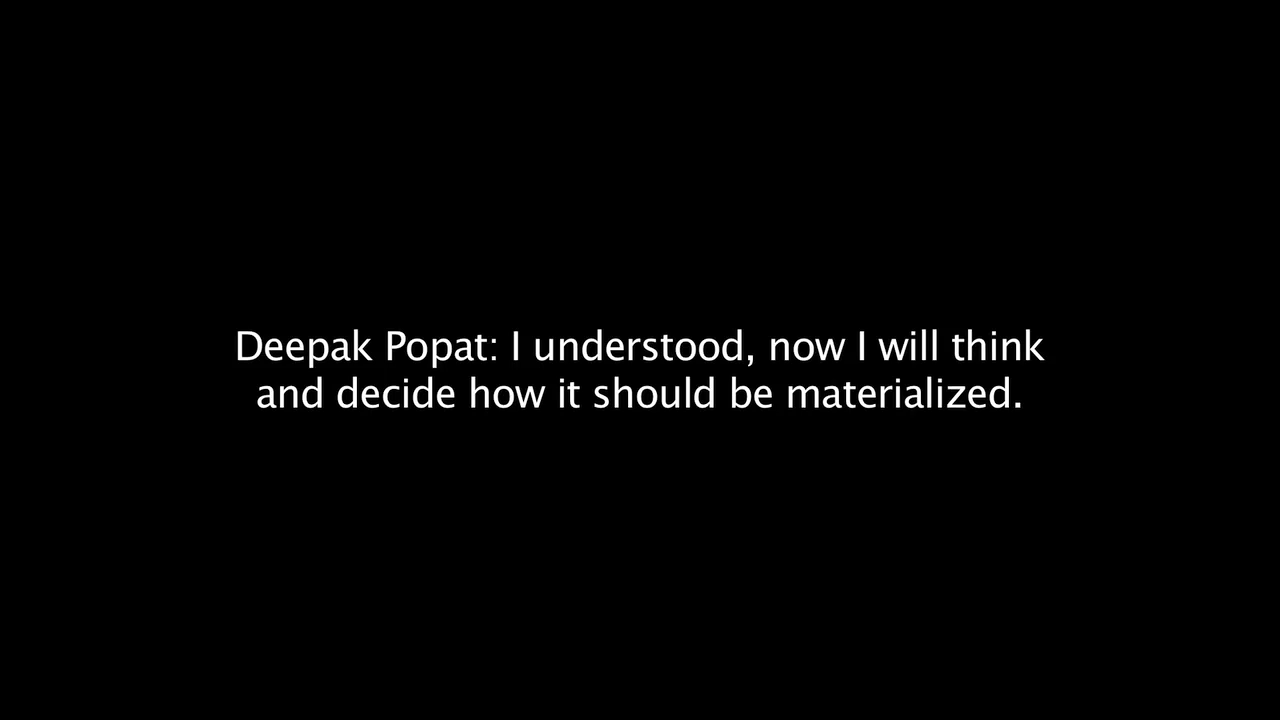 Deepak Popat: I understood, now I will think
and decide how it should be materialized.